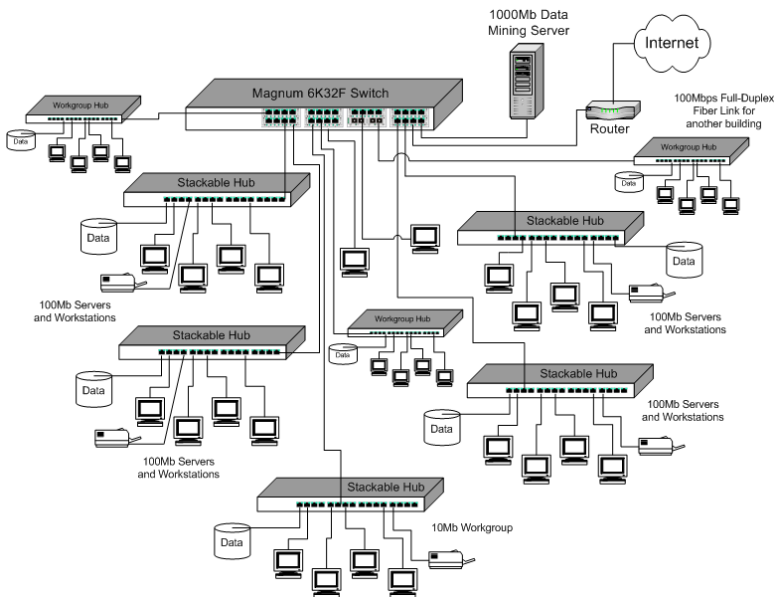 1000Mb Data
Mining Server
Internet
Magnum 6K32F Switch
Workgroup Hub
Data
Router
100Mbps Full-Duplex
Fiber Link for
another building
Workgroup Hub
Data
Stackable Hub
Data
100Mb Servers
and Workstations
Stackable Hub
Data
100Mb Servers
and Workstations
Workgroup Hub
Data
Stackable Hub
Data
100Mb Servers
and Workstations
Stackable Hub
Data
100Mb Servers
and Workstations
Stackable Hub
Data
10Mb Workgroup